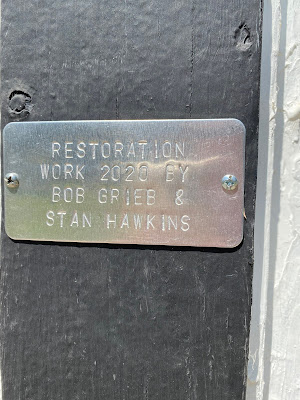 RESTORATION
WORK 2020 BY
BOB GRIEB &
STAN HAWKINS